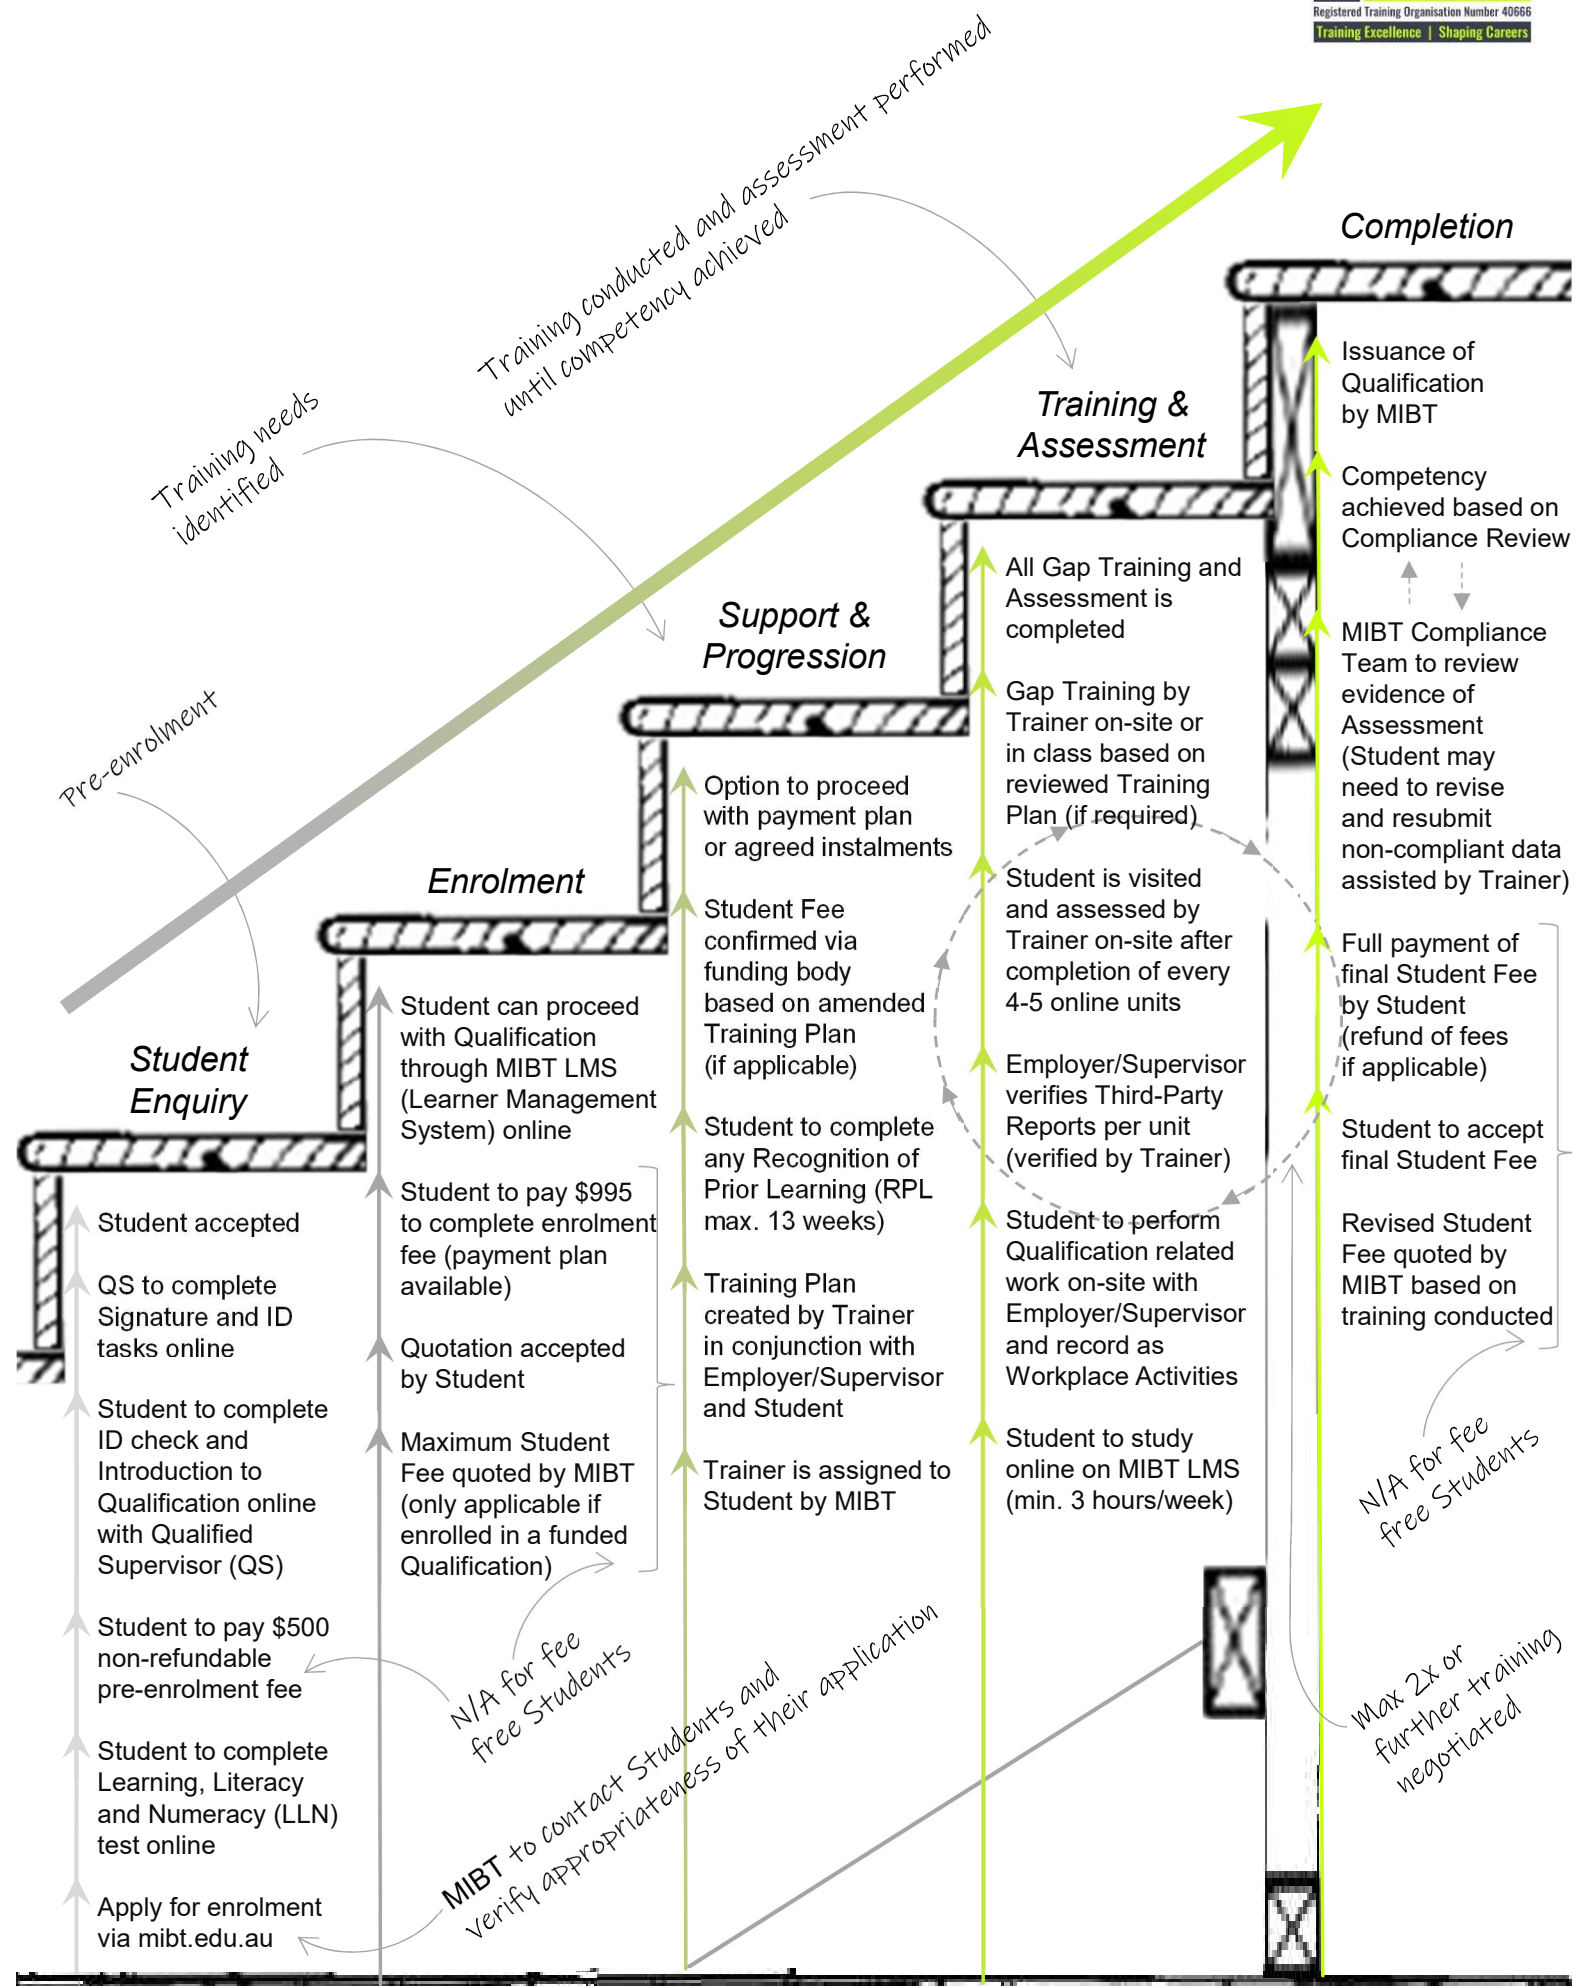 Registered Training Organisation Number 40666
Training Excellence | Shaping Careers
Training conducted and assessment performed
until competency achieved
Training needs
identified
Pre-enrolment
Student
Enquiry
Student accepted
QS to complete
Signature and ID
tasks online
Student to complete
ID check and
Introduction to
Qualification online
with Qualified
Supervisor (QS)
Student to pay $500
non-refundable
pre-enrolment fee
Student to complete
Learning, Literacy
and Numeracy (LLN)
test online
Apply for enrolment
via mibt.edu.au
Enrolment
Student can proceed
with Qualification
through MIBT LMS
(Learner Management
System) online
Student to pay $995
to complete enrolment
fee (payment plan
available)
Quotation accepted
by Student
Maximum Student
Fee quoted by MIBT
(only applicable if
enrolled in a funded
Qualification)
N/A for fee
free Students
MIBT to contact Students and
verify appropriateness of their application
Support &
Progression
Option to proceed
with payment plan
or agreed instalments
Student Fee
confirmed via
funding body
based on amended
Training Plan
(if applicable)
Student to complete
any Recognition of
Prior Learning (RPL
max. 13 weeks)
Training Plan
created by Trainer
in conjunction with
Employer/Supervisor
and Student
Trainer is assigned to
Student by MIBT
Training &
Assessment
All Gap Training and
Assessment is
completed
Gap Training by
Trainer on-site or
in class based on
reviewed Training
Plan (if required)
Student is visited
and assessed by
Trainer on-site after
completion of every
4-5 online units
Employer/Supervisor
verifies Third-Party
Reports per unit
(verified by Trainer)
Student to perform
Qualification related
work on-site with
Employer/Supervisor
and record as
Workplace Activities
Student to study
online on MIBT LMS
(min. 3 hours/week)
Completion
Issuance of
Qualification
by MIBT
Competency
achieved based on
Compliance Review
MIBT Compliance
Team to review
evidence of
Assessment
(Student may
need to revise
and resubmit
non-compliant data
assisted by Trainer)
Full payment of
final Student Fee
by Student
(refund of fees
if applicable)
Student to accept
final Student Fee
Revised Student
Fee quoted by
MIBT based on
training conducted
N/A for fee
free Students
Max 2x or
further training
negotiated